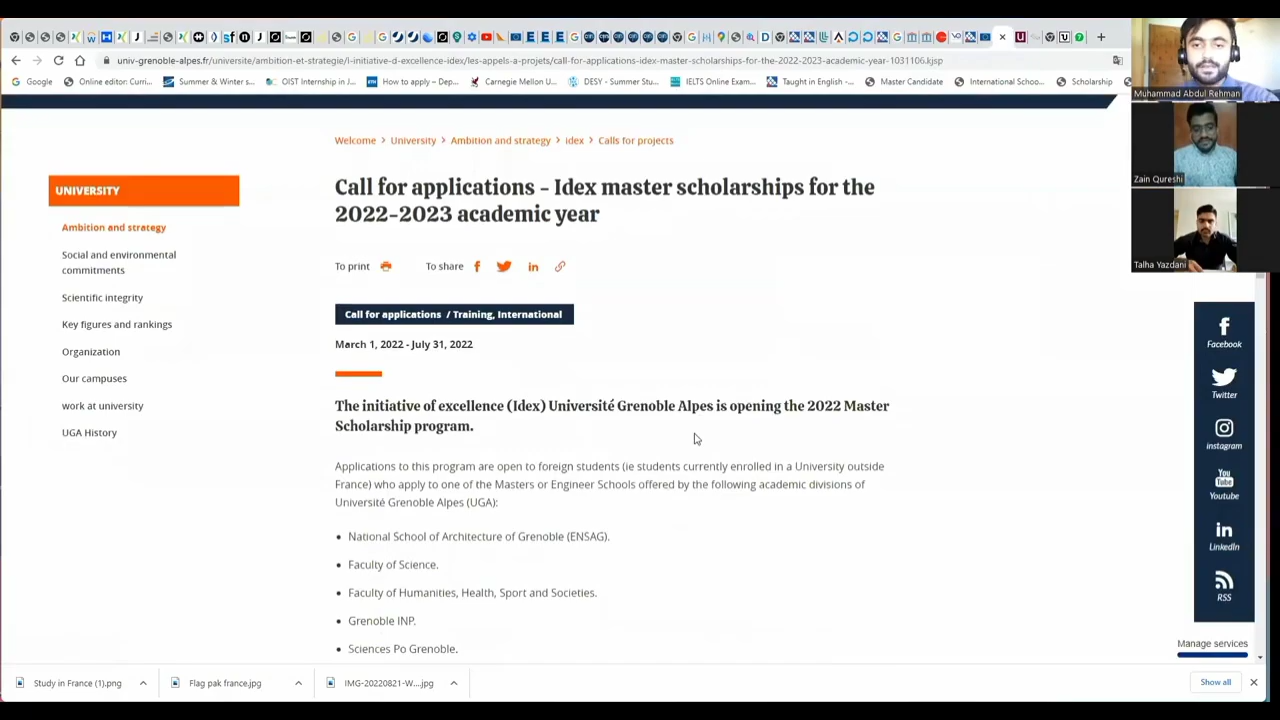 univ-grenoble-alpes.fr/universite/ambition-et-strategie/l-initiative-d-excellence-idex/les-appels-a-projets/call-for-applications-idex-master-scholarships-for-the-2022-2023-academic-year-1031106.kjsp
Google
Online editor: Curri...
Summer & Winter s...
OIST Internship in J...
How to apply – Dep...
Carnegie Mellon U...
DESY - Summer Stu...
IELTS Online Exam...
Taught in English -...
Master Candidate
International Schoo...
Scholarship
Muhammad Abdul Rehman
Zain Qureshi
Talha Yazdani
Welcome > University > Ambition and strategy > idex > Calls for projects
UNIVERSITY
Ambition and strategy
Social and environmental
commitments
Scientific integrity
Key figures and rankings
Organization
Our campuses
work at university
UGA History
Call for applications - Idex master scholarships for the
2022-2023 academic year
To print
To share
Call for applications / Training, International
March 1, 2022 - July 31, 2022
The initiative of excellence (Idex) Université Grenoble Alpes is opening the 2022 Master
Scholarship program.
Applications to this program are open to foreign students (ie students currently enrolled in a University outside
France) who apply to one of the Masters or Engineer Schools offered by the following academic divisions of
Université Grenoble Alpes (UGA):
• National School of Architecture of Grenoble (ENSAG).
• Faculty of Science.
• Faculty of Humanities, Health, Sport and Societies.
• Grenoble INP.
• Sciences Po Grenoble.
Facebook
Twitter
instagram
You
Tube
Youtube
LinkedIn
RSS
Manage services
Study in France (1).png
Flag pak france.jpg
IMG-20220821-W....jpg
Show all